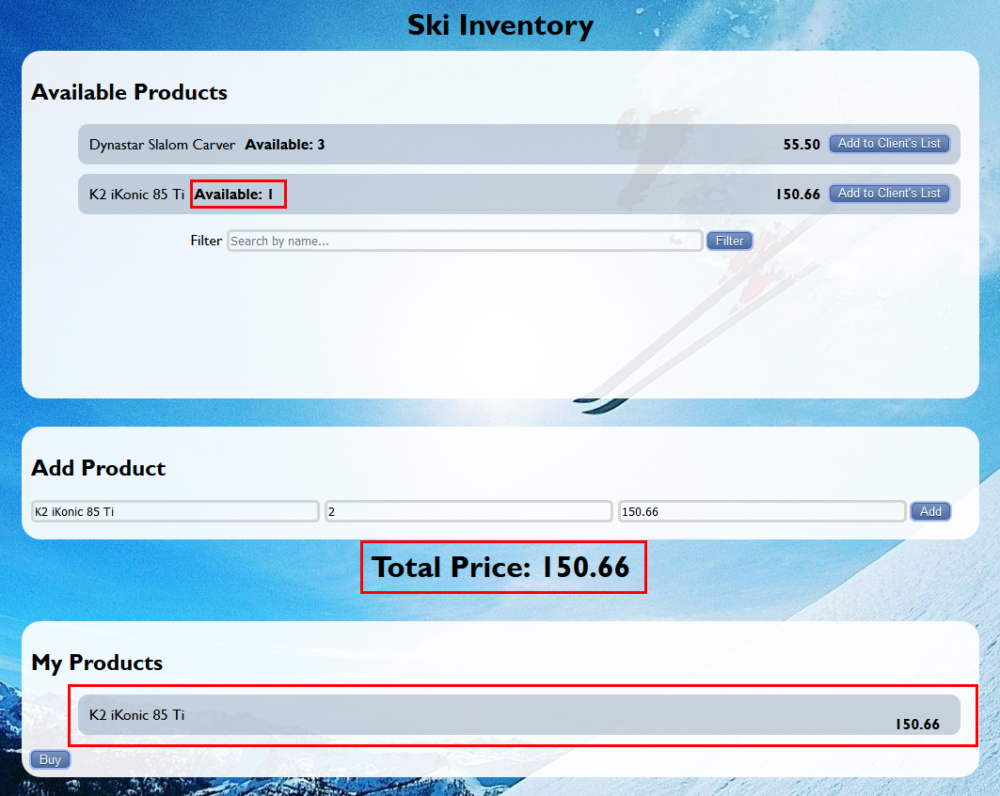 Ski Inventory
Available Products
Dynastar Slalom Carver Available: 3 55.50 Add to Client's List
K2 iKonic 85 Ti Available: 1 150.66 Add to Client's List
Filter Search by name... Filter
Add Product
K2 iKonic 85 Ti 2 150.66 Add
Total Price: 150.66
My Products
K2 iKonic 85 Ti
150.66
Buy